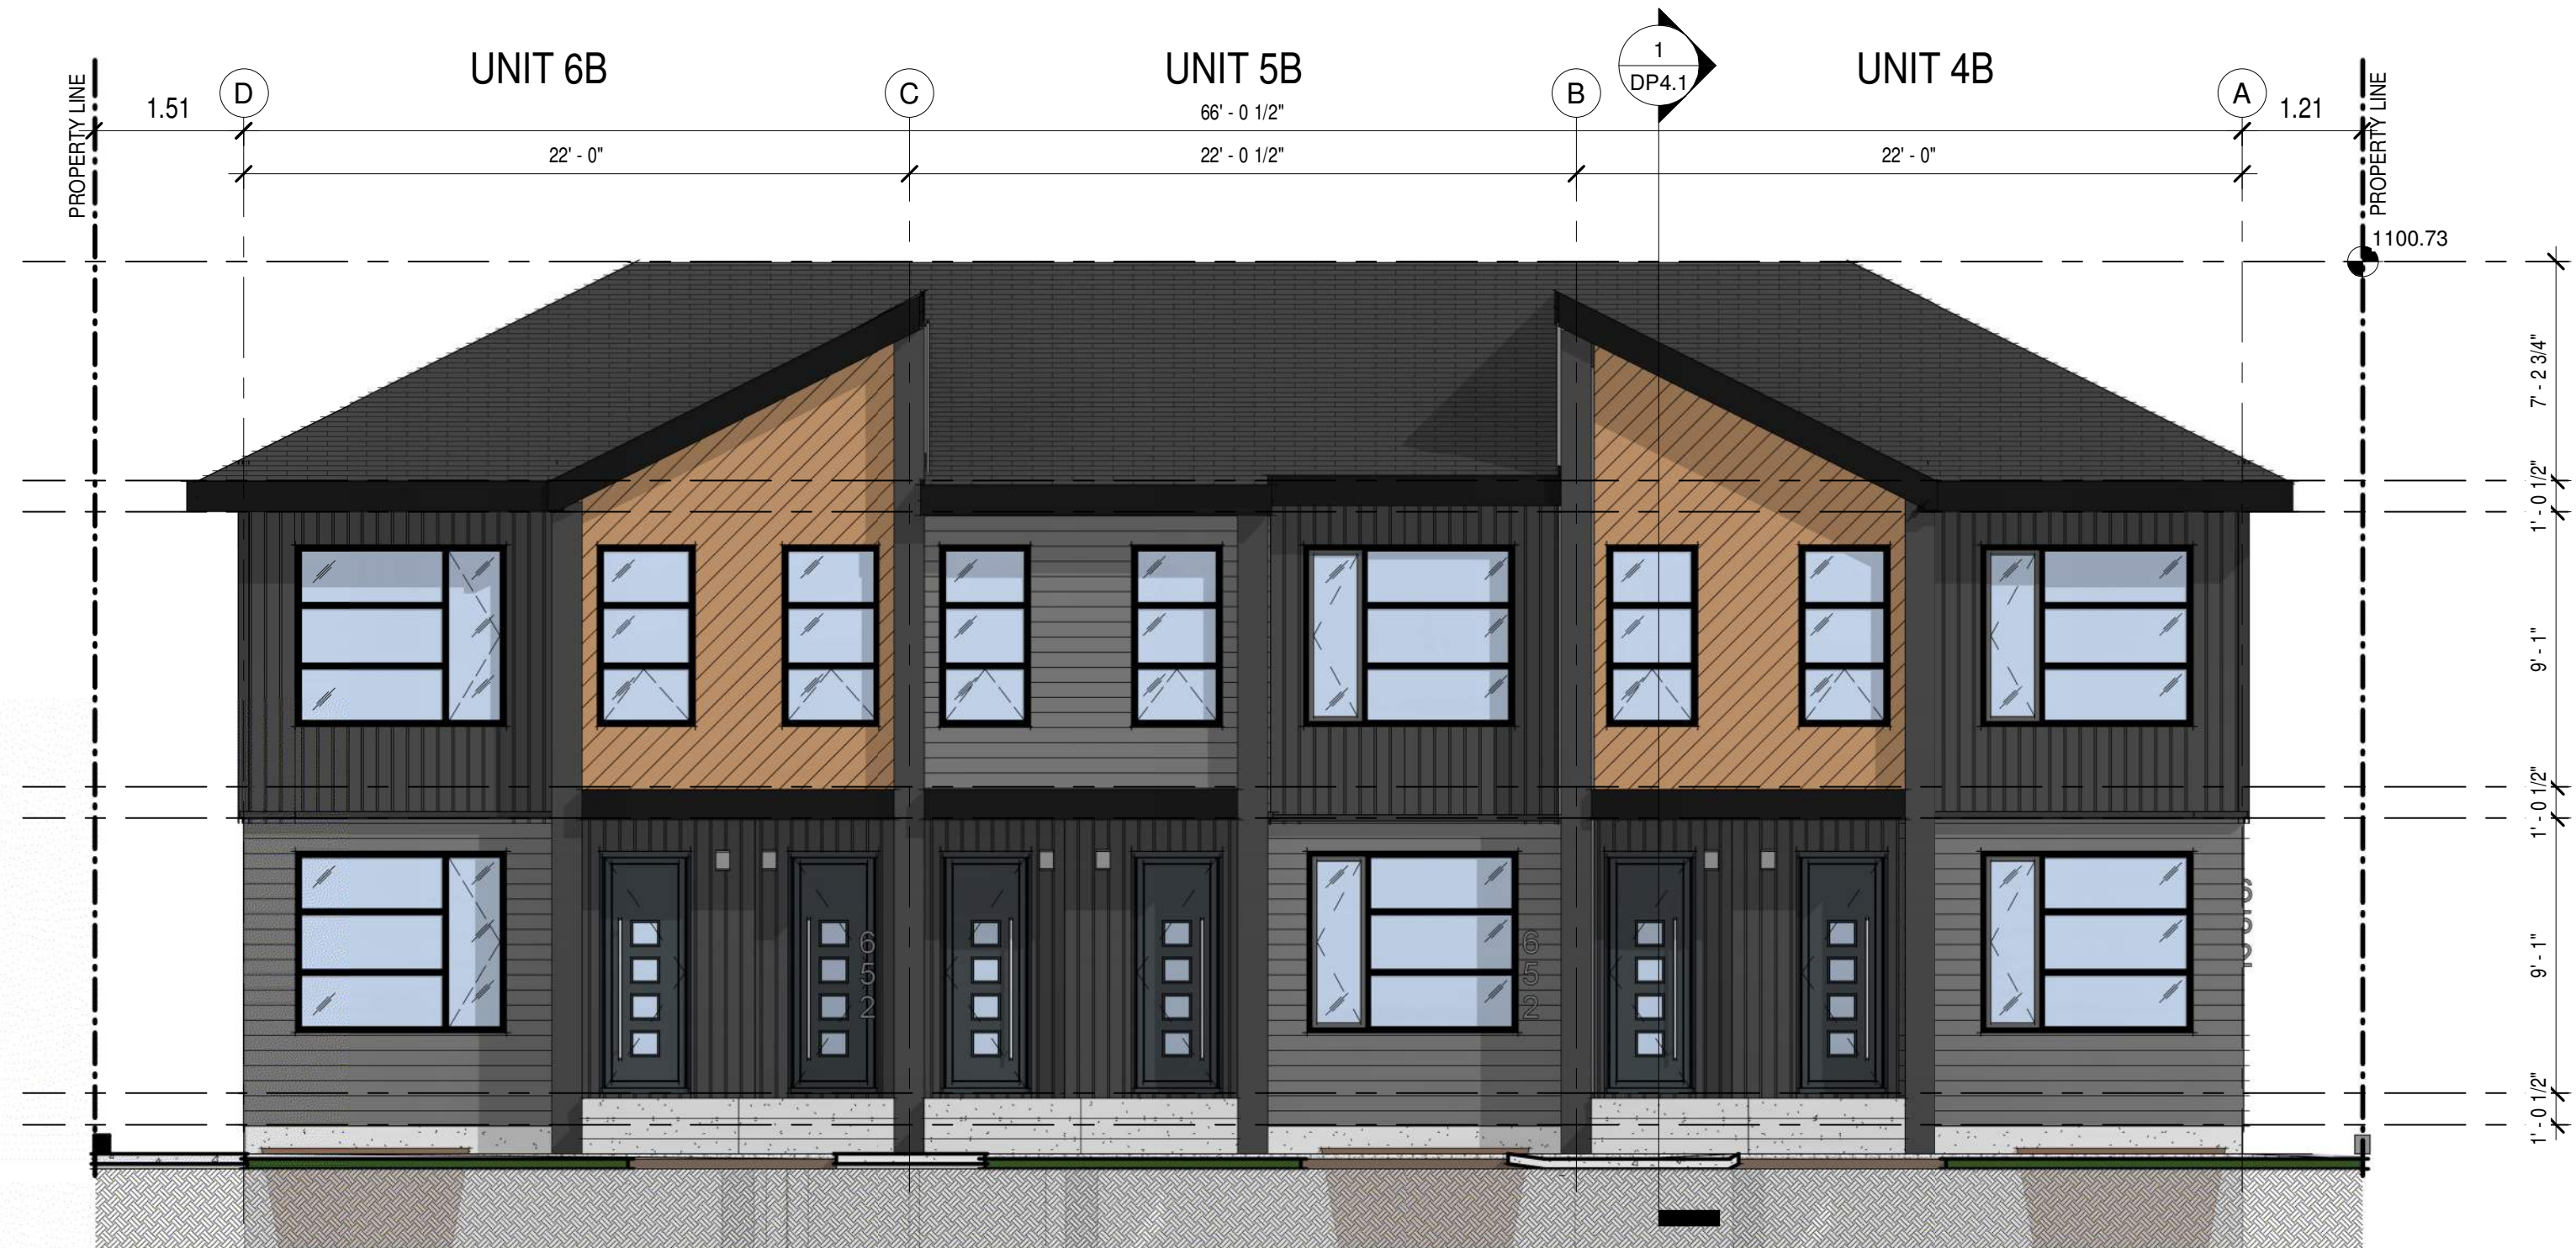 UNIT 6B
UNIT 5B
UNIT 4B
1
DP4.1
PROPERTY LINE
1.51
D
C
66' - 0 1/2"
B
A
1.21
PROPERTY LINE
22' - 0"
22' - 0 1/2"
22' - 0"
1100.73
7' - 2 3/4"
1' - 0 1/2"
9' - 1"
1' - 0 1/2"
9' - 1"
1' - 0 1/2"
652
652
652